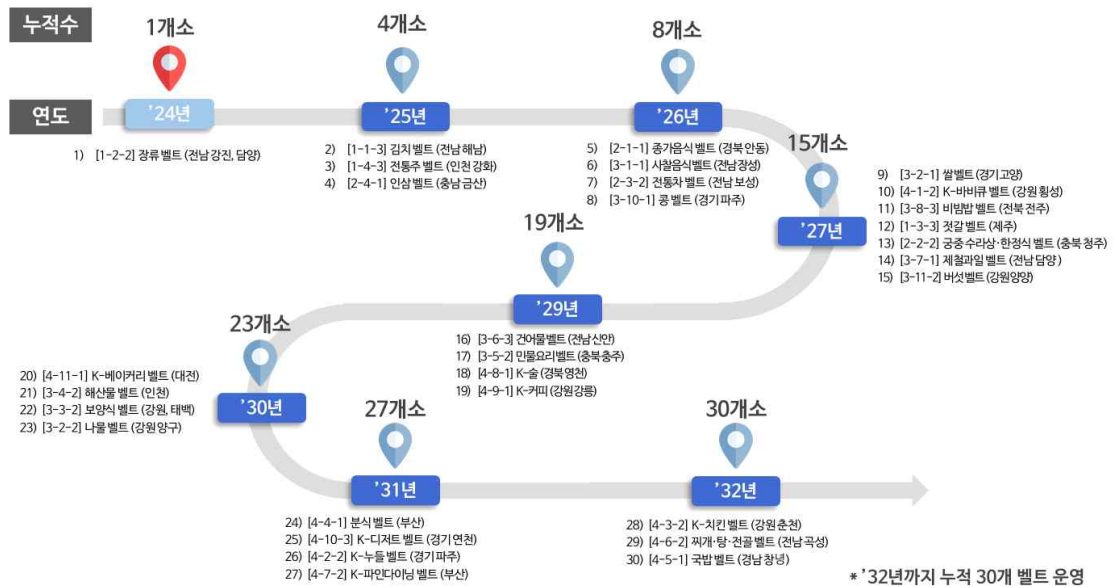 누적수
1개소
4개소
8개소
연도
'24년
'25년
'26년
1) [1-2-2] 장류 벨트 (전남 강진, 담양)
2) [1-1-3] 김치 벨트 (전남 해남)
3) [1-4-3] 전통주 벨트 (인천 강화)
4) [2-4-1] 인삼 벨트 (충남 금산)
5) [2-1-1] 종가음식 벨트 (경북 안동)
6) [3-1-1] 사찰음식벨트 (전남 장성)
7) [2-3-2] 전통차 벨트 (전남 보성)
8) [3-10-1] 콩 벨트 (경기 파주)
15개소
'27년
9) [3-2-1] 쌀벨트 (경기 고양)
10) [4-1-2] K-바비큐 벨트 (강원 횡성)
11) [3-8-3] 비빔밥 벨트 (전북 전주)
12) [1-3-3] 젓갈 벨트 (제주)
13) [2-2-2] 궁중 수라상·한정식 벨트 (충북 청주)
14) [3-7-1] 제철과일 벨트 (전남 담양)
15) [3-11-2] 버섯 벨트 (강원 양양)
19개소
'29년
16) [3-6-3] 건어물 벨트 (전남 신안)
17) [3-5-2] 민물요리 벨트 (충북 충주)
18) [4-8-1] K-술 (경북 영천)
19) [4-9-1] K-커피 (강원 강릉)
23개소
'30년
20) [4-11-1] K-베이커리 벨트 (대전)
21) [3-4-2] 해산물 벨트 (인천)
22) [3-3-2] 보양식 벨트 (강원, 태백)
23) [3-2-2] 나물 벨트 (강원 양구)
27개소
30개소
'31년
'32년
24) [4-4-1] 분식 벨트 (부산)
25) [4-10-3] K-디저트 벨트 (경기 연천)
26) [4-2-2] K-누들 벨트 (경기 파주)
27) [4-7-2] K-파인다이닝 벨트 (부산)
28) [4-3-2] K-치킨 벨트 (강원 춘천)
29) [4-6-2] 찌개·탕·전골 벨트 (전남 곡성)
30) [4-5-1] 국밥 벨트 (경남 창녕)
* '32년까지 누적 30개 벨트 운영